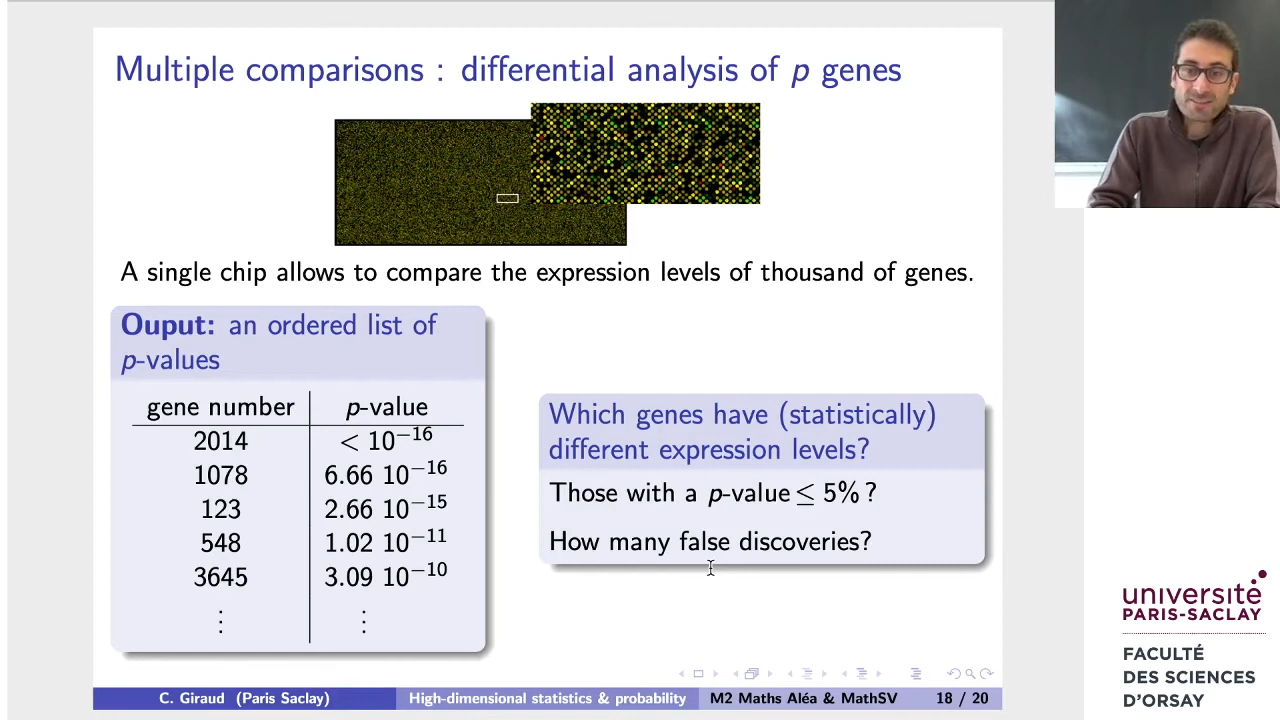 Multiple comparisons : differential analysis of p genes
A single chip allows to compare the expression levels of thousand of genes.
Ouput: an ordered list of
p-values
gene number p-value
2014 < 10⁻¹⁶
1078 6.66 10⁻¹⁶
123 2.66 10⁻¹⁵
548 1.02 10⁻¹¹
3645 3.09 10⁻¹⁰
⋮ ⋮
Which genes have (statistically)
different expression levels?
Those with a p-value ≤ 5% ?
How many false discoveries?
C. Giraud (Paris Saclay) High-dimensional statistics & probability M2 Maths Aléa & MathSV 18 / 20
université
PARIS-SACLAY
FACULTÉ
DES SCIENCES
D'ORSAY